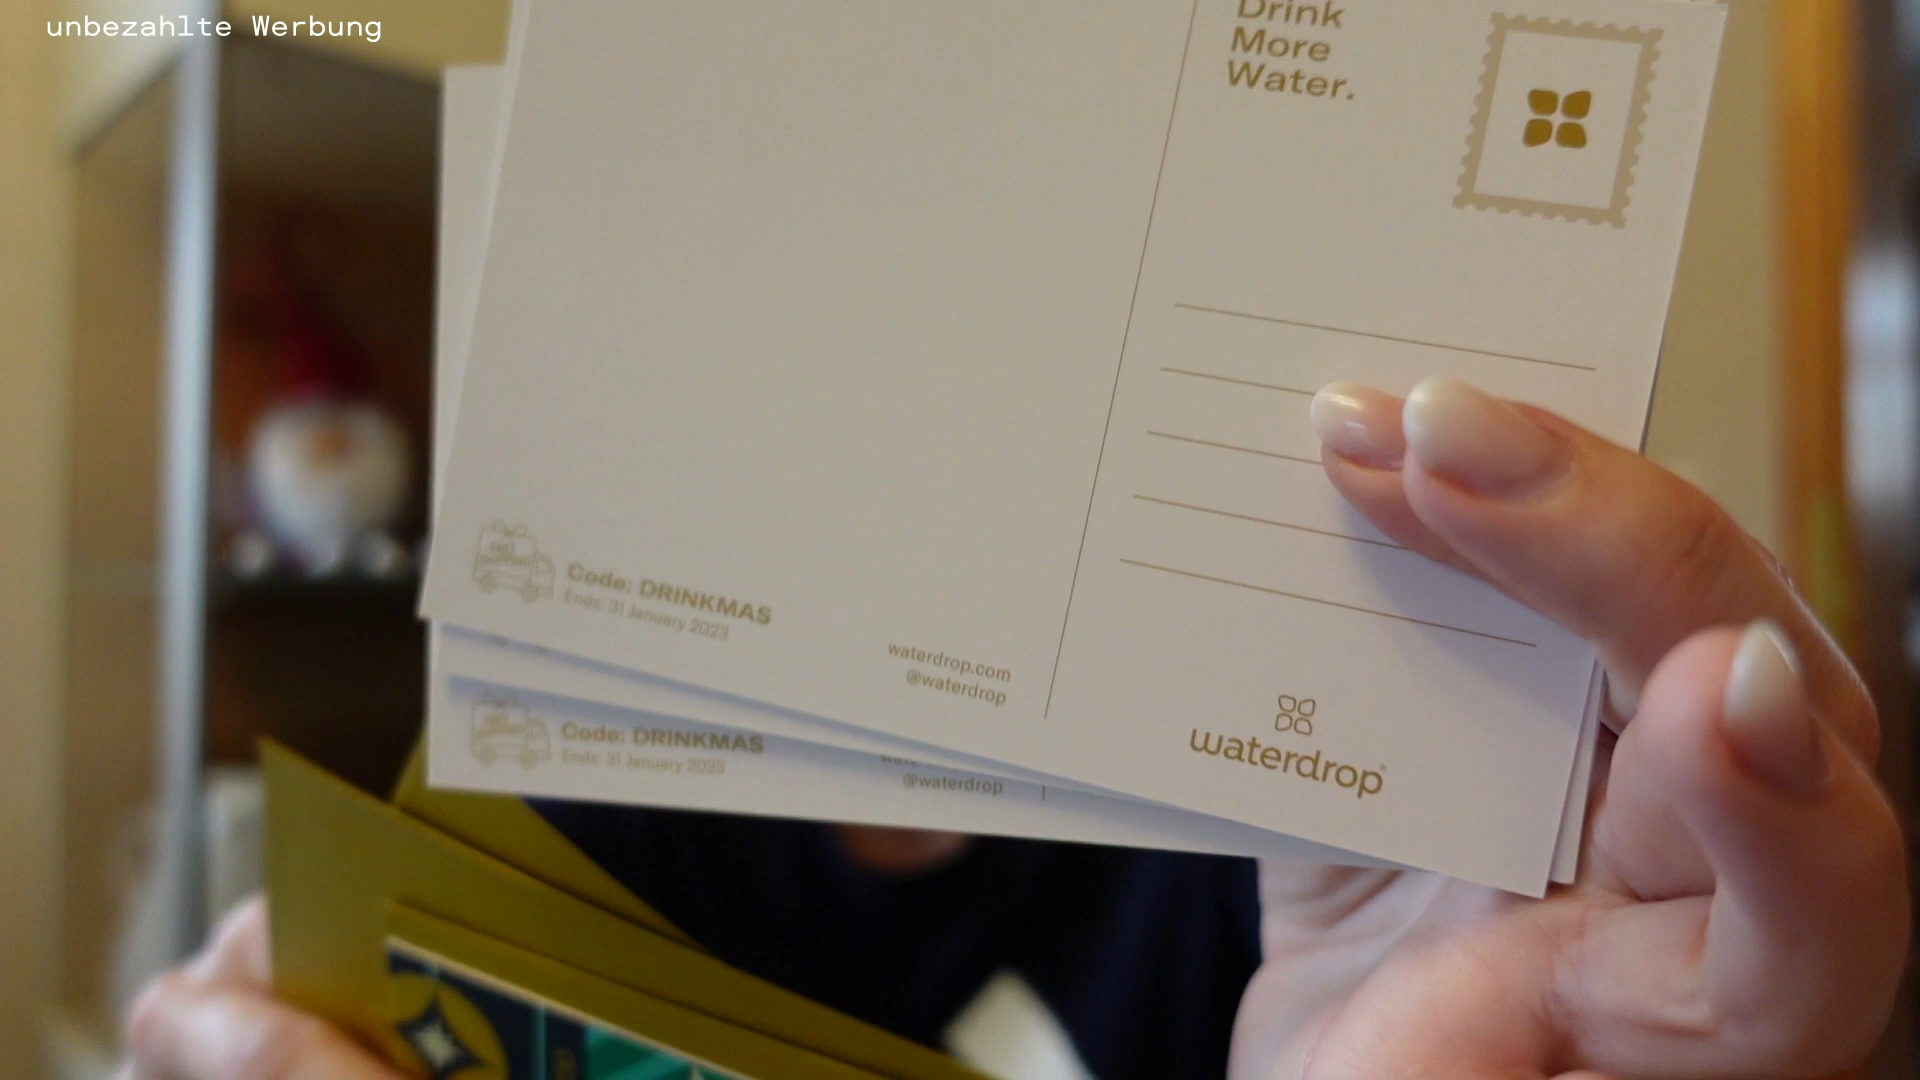 unbezahlte Werbung
Drink
More
Water.
Code: DRINKMAS
Ends: 31 January 2023
waterdrop.com
@waterdrop
waterdrop
Code: DRINKMAS
Ends: 31 January 2023
@waterdrop